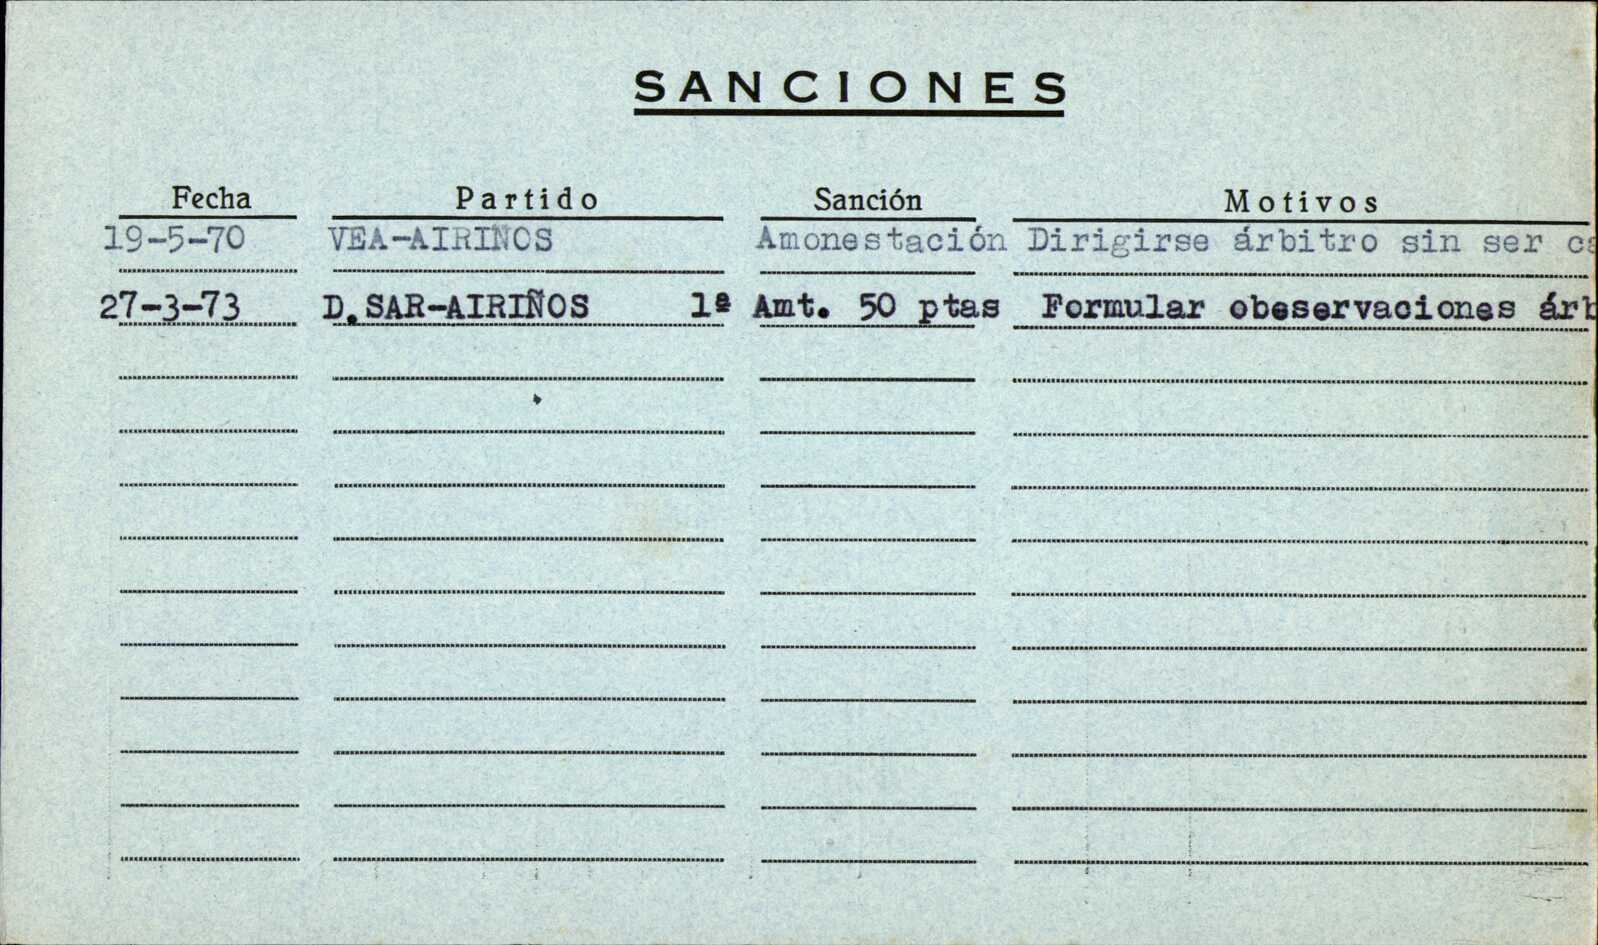 SANCIONES
Fecha Partido Sanción Motivos
19-5-70 VEA-AIRIÑOS Amonestación Dirigirse árbitro sin ser
27-3-73 D.SAR-AIRIÑOS 1ª Amt. 50 ptas Formular obeservaciones árb